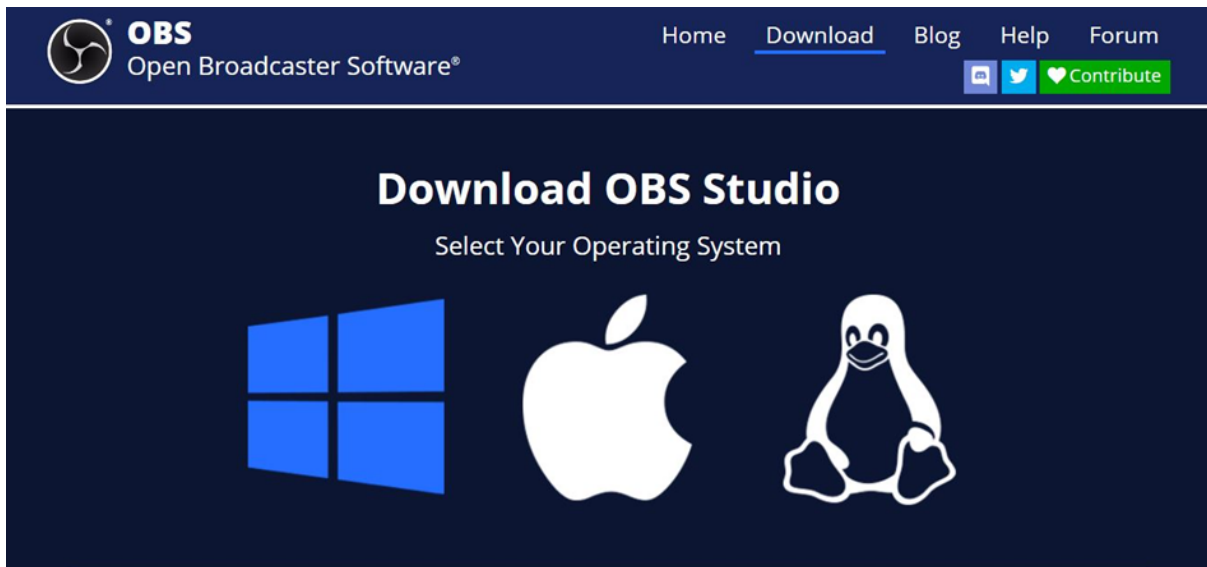 OBS
Open Broadcaster Software®
Home Download Blog Help Forum
Contribute
Download OBS Studio
Select Your Operating System